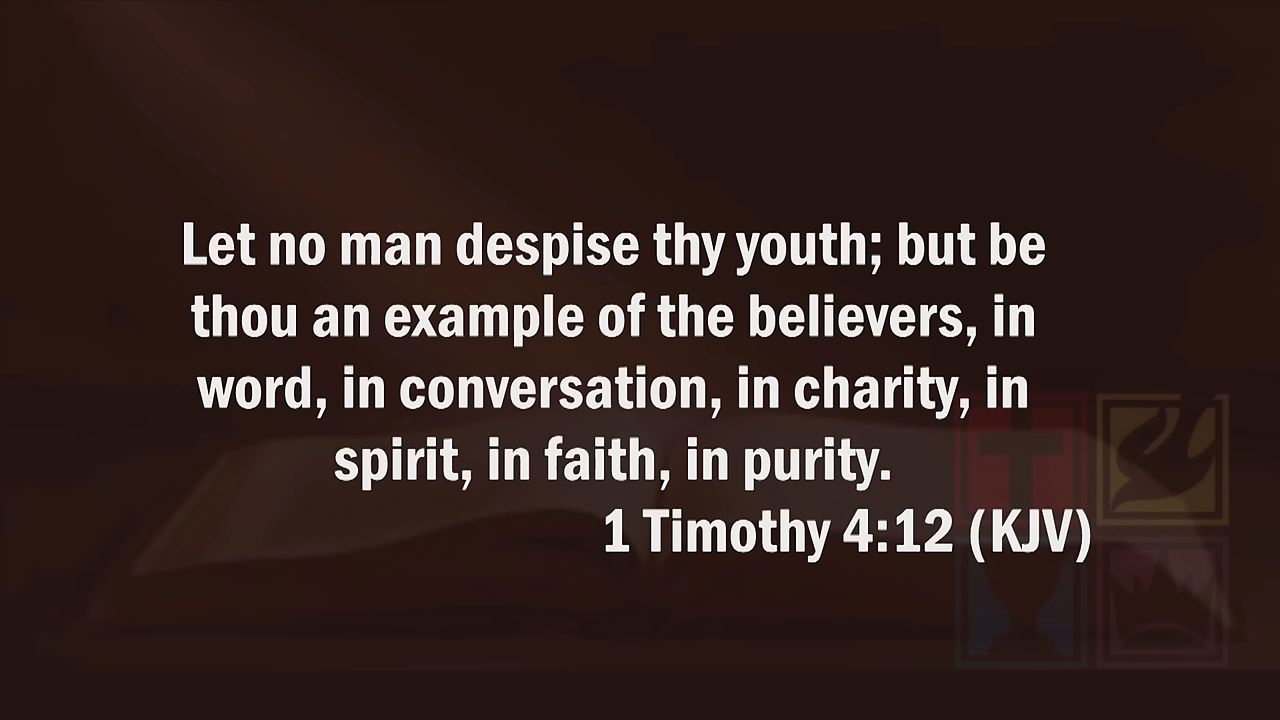 Let no man despise thy youth; but be
thou an example of the believers, in
word, in conversation, in charity, in
spirit, in faith, in purity.
1 Timothy 4:12 (KJV)